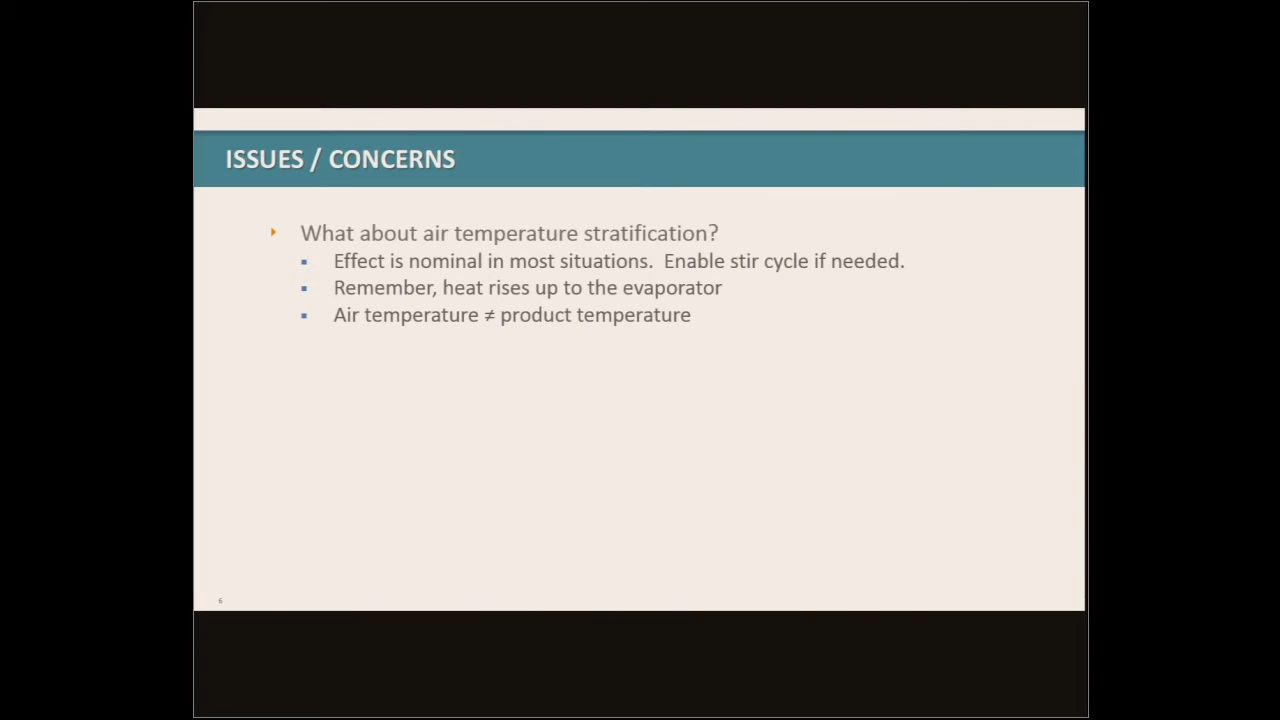 ISSUES / CONCERNS
What about air temperature stratification?
Effect is nominal in most situations.  Enable stir cycle if needed.
Remember, heat rises up to the evaporator
Air temperature ≠ product temperature
6